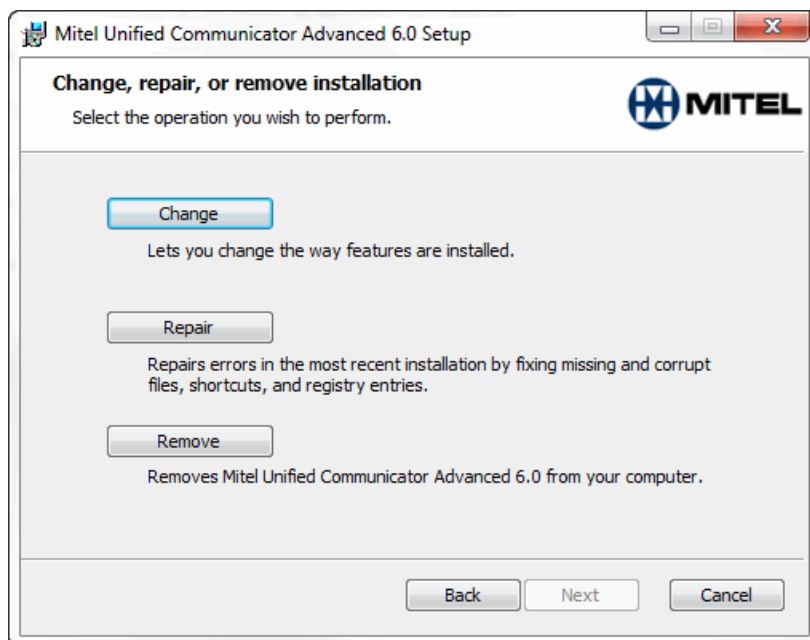 Mitel Unified Communicator Advanced 6.0 Setup
Change, repair, or remove installation
Select the operation you wish to perform.
MITEL
Change
Lets you change the way features are installed.
Repair
Repairs errors in the most recent installation by fixing missing and corrupt
files, shortcuts, and registry entries.
Remove
Removes Mitel Unified Communicator Advanced 6.0 from your computer.
Back Next Cancel